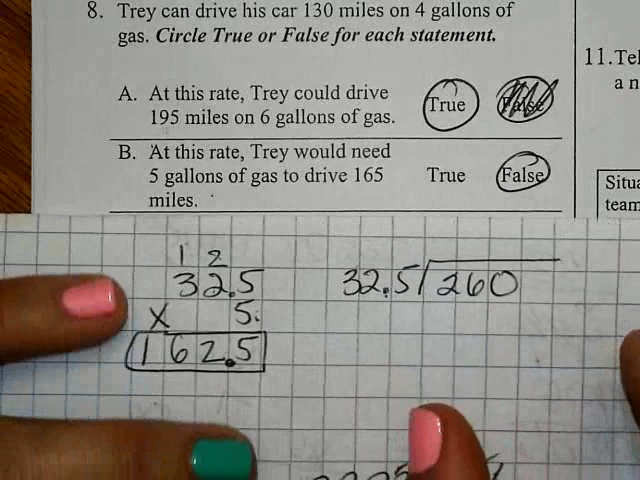 8. Trey can drive his car 130 miles on 4 gallons of
gas. Circle True or False for each statement.
A. At this rate, Trey could drive
195 miles on 6 gallons of gas.
True False
B. At this rate, Trey would need
5 gallons of gas to drive 165
miles.
True False
11. Tel
a n
Situa
team
1 2
32.5
x 5.
162.5
32.5 260